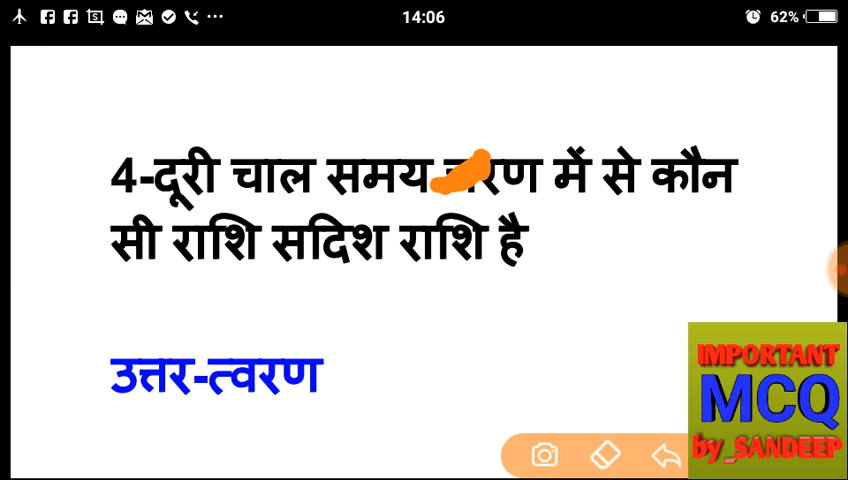 14:06
62%
4-दूरी चाल समय में से कौन
सी राशि सदिश राशि है
उत्तर-त्वरण
IMPORTANT
MCQ
by_SANDEEP